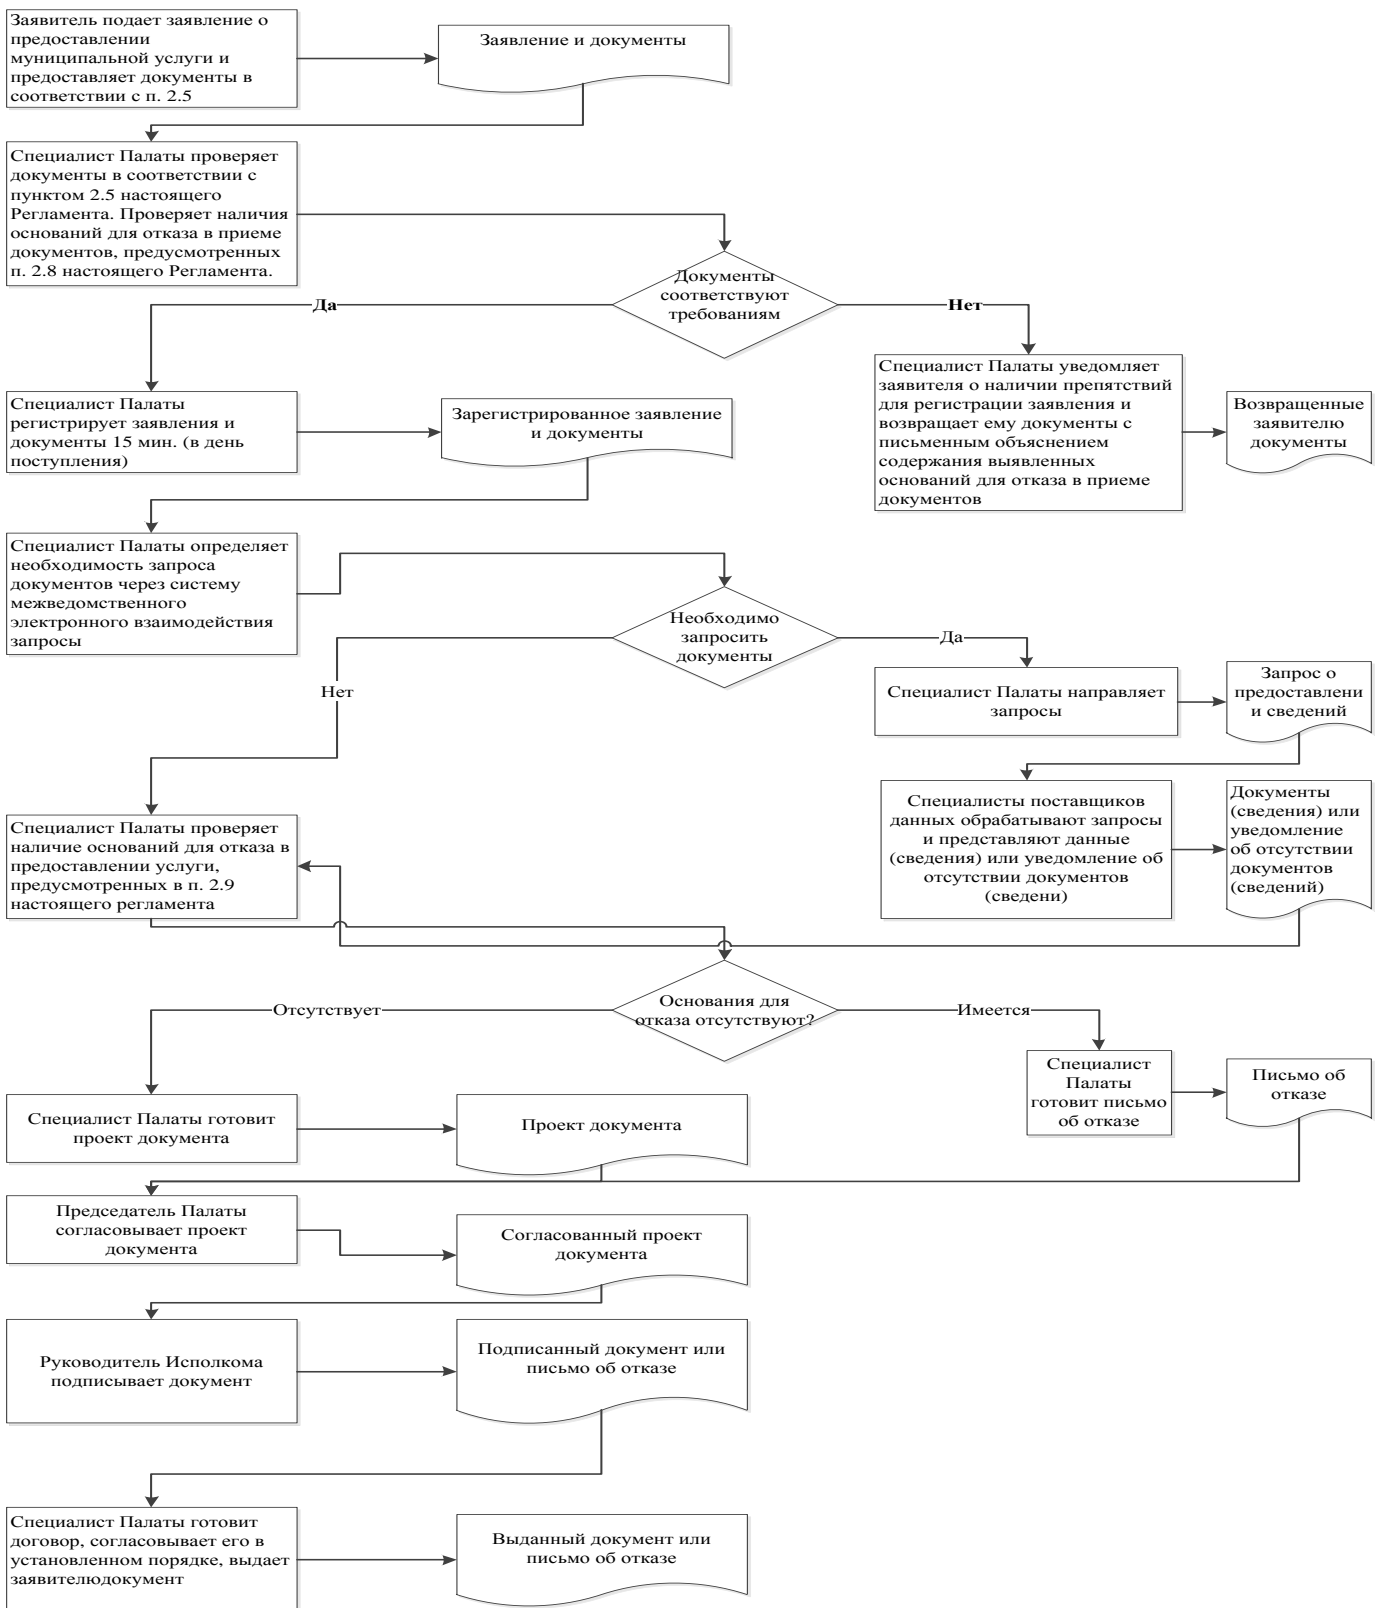 Заявитель подает заявление о
предоставлении
муниципальной услуги и
предоставляет документы в
соответствии с п. 2.5
Заявление и документы
Специалист Палаты проверяет
документы в соответствии с
пунктом 2.5 настоящего
Регламента. Проверяет наличия
оснований для отказа в приеме
документов, предусмотренных
п. 2.8 настоящего Регламента.
Документы
соответствуют
требованиям
Да
Нет
Специалист Палаты
регистрирует заявления и
документы 15 мин. (в день
поступления)
Зарегистрированное заявление
и документы
Специалист Палаты уведомляет
заявителя о наличии препятствий
для регистрации заявления и
возвращает ему документы с
письменным объяснением
содержания выявленных
оснований для отказа в приеме
документов
Возвращенные
заявителю
документы
Специалист Палаты определяет
необходимость запроса
документов через систему
межведомственного
электронного взаимодействия
запросы
Необходимо
запросить
документы
Да
Нет
Специалист Палаты направляет
запросы
Запрос о
предоставлени
и сведений
Специалист Палаты проверяет
наличие оснований для отказа в
предоставлении услуги,
предусмотренных в п. 2.9
настоящего регламента
Специалисты поставщиков
данных обрабатывают запросы
и представляют данные
(сведения) или уведомление об
отсутствии документов
(сведени)
Документы
(сведения) или
уведомление
об отсутствии
документов
(сведений)
Отсутствует
Основания для
отказа отсутствуют?
Имеется
Специалист
Палаты
готовит письмо
об отказе
Письмо об
отказе
Специалист Палаты готовит
проект документа
Проект документа
Председатель Палаты
согласовывает проект
документа
Согласованный проект
документа
Руководитель Исполкома
подписывает документ
Подписанный документ или
письмо об отказе
Специалист Палаты готовит
договор, согласовывает его в
установленном порядке, выдает
заявителюдокумент
Выданный документ или
письмо об отказе